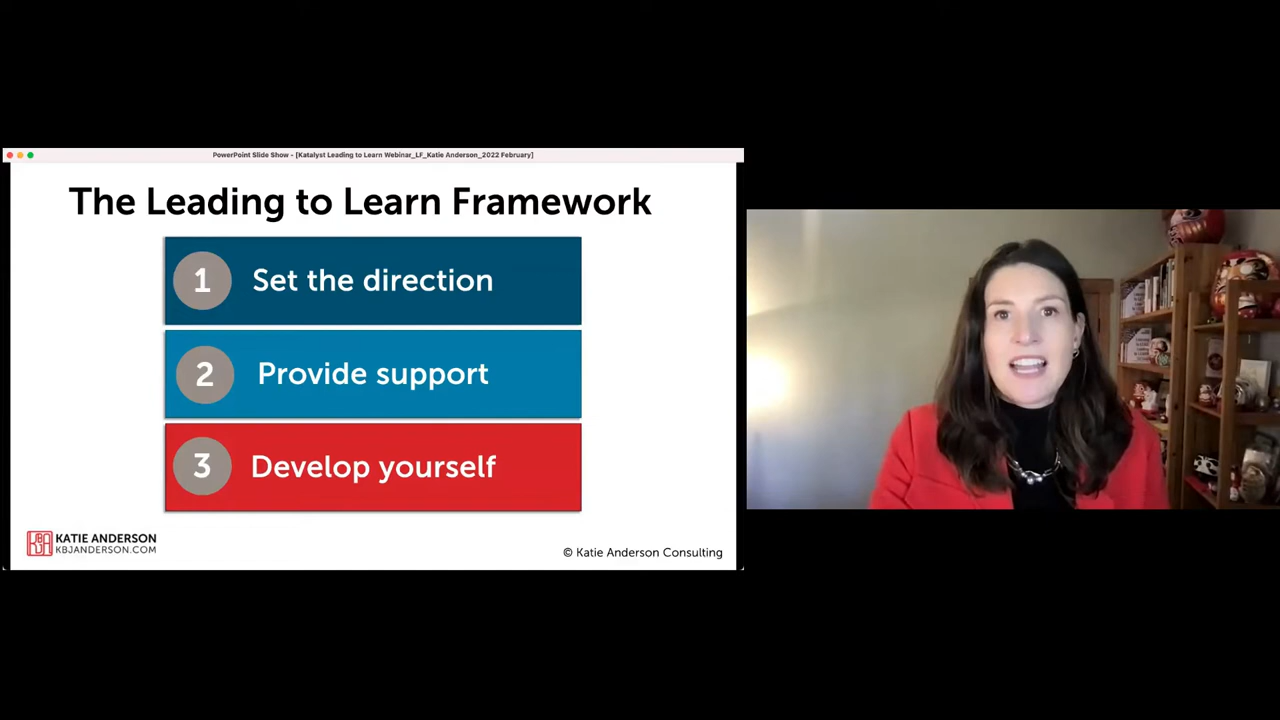 PowerPoint Slide Show - [Katalyst Leading to Learn Webinar_LF_Katie Anderson_2022 February]
The Leading to Learn Framework
1 Set the direction
2 Provide support
3 Develop yourself
KATIE ANDERSON
KBJANDERSON.COM
© Katie Anderson Consulting